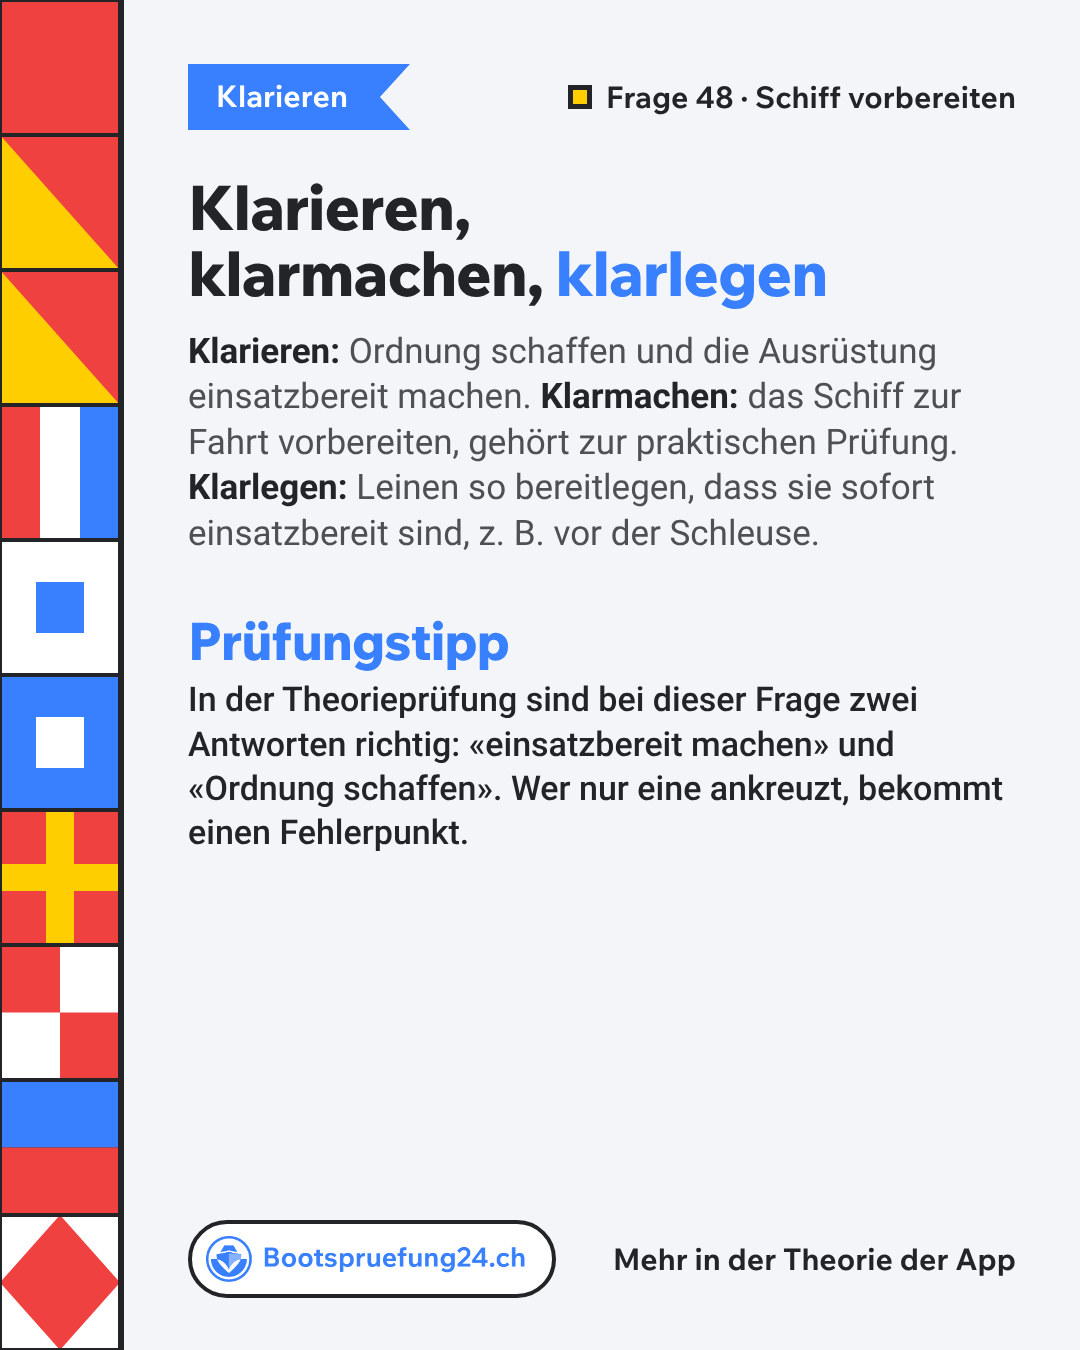 Klarieren
Frage 48 · Schiff vorbereiten
Klarieren,
klarmachen, klarlegen
Klarieren: Ordnung schaffen und die Ausrüstung
einsatzbereit machen. Klarmachen: das Schiff zur
Fahrt vorbereiten, gehört zur praktischen Prüfung.
Klarlegen: Leinen so bereitlegen, dass sie sofort
einsatzbereit sind, z. B. vor der Schleuse.
Prüfungstipp
In der Theorieprüfung sind bei dieser Frage zwei
Antworten richtig: «einsatzbereit machen» und
«Ordnung schaffen». Wer nur eine ankreuzt, bekommt
einen Fehlerpunkt.
Bootspruefung24.ch
Mehr in der Theorie der App